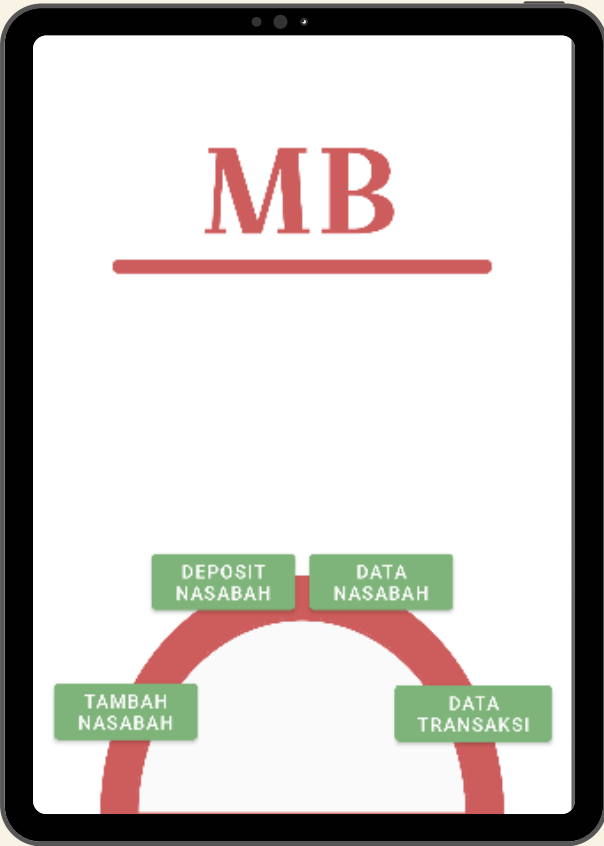 MB
DEPOSIT
NASABAH
DATA
NASABAH
TAMBAH
NASABAH
DATA
TRANSAKSI